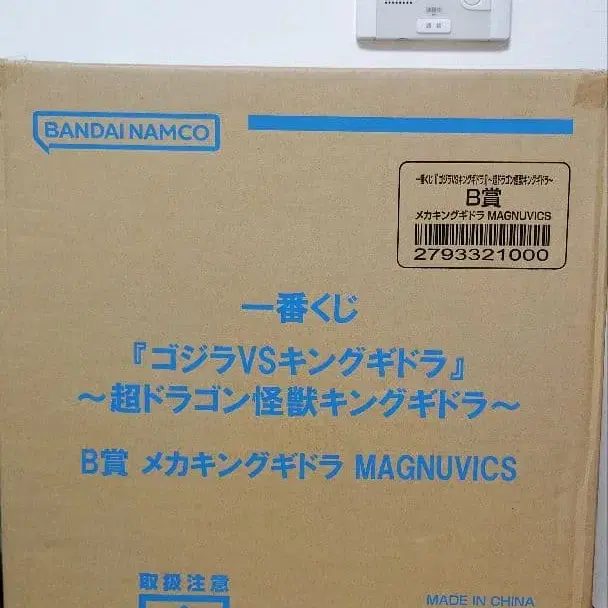 通話
BANDAI NAMCO
一番くじ『ゴジラVSキングギドラ』~超ドラゴン怪獣キングギドラ~
B賞
メカキングギドラ MAGNUVICS
2793321000
一番くじ
『ゴジラVSキングギドラ』
~超ドラゴン怪獣キングギドラ~
B賞 メカキングギドラ MAGNUVICS
取扱注意
MADE IN CHINA